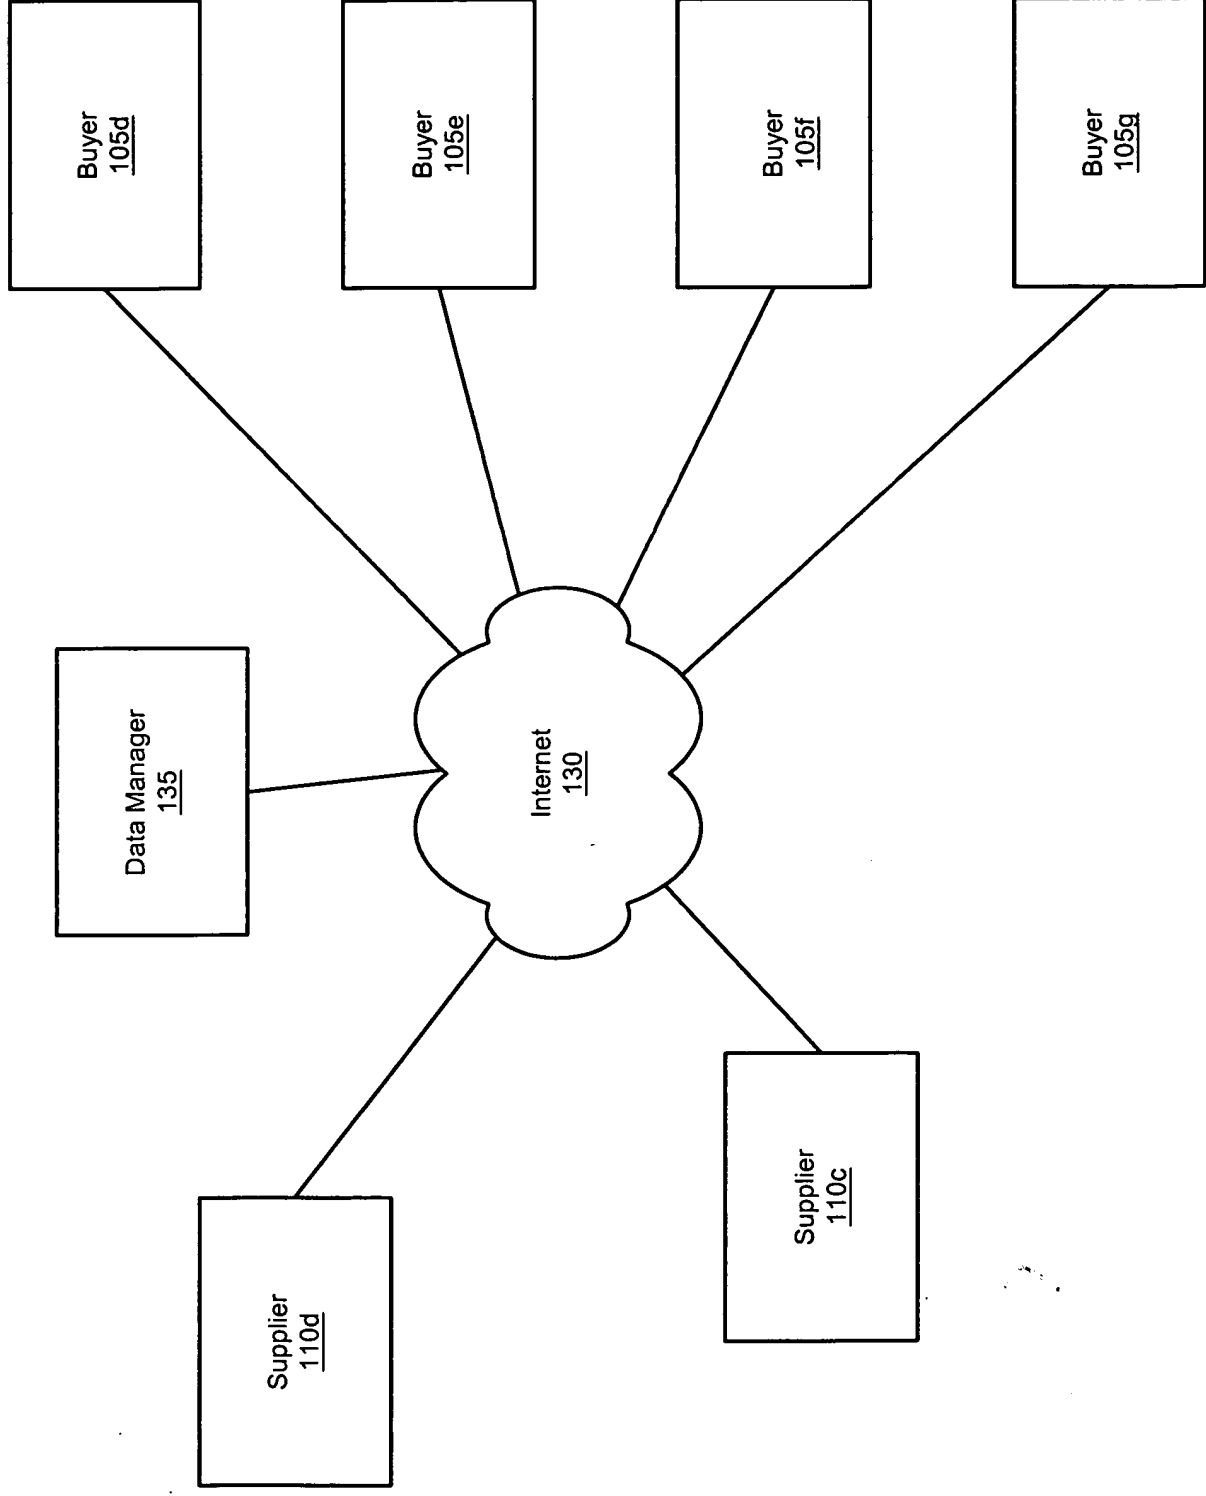 Supplier
110d
Data Manager
135
Buyer
105d
Buyer
105e
Internet
130
Buyer
105f
Supplier
110c
Buyer
105g